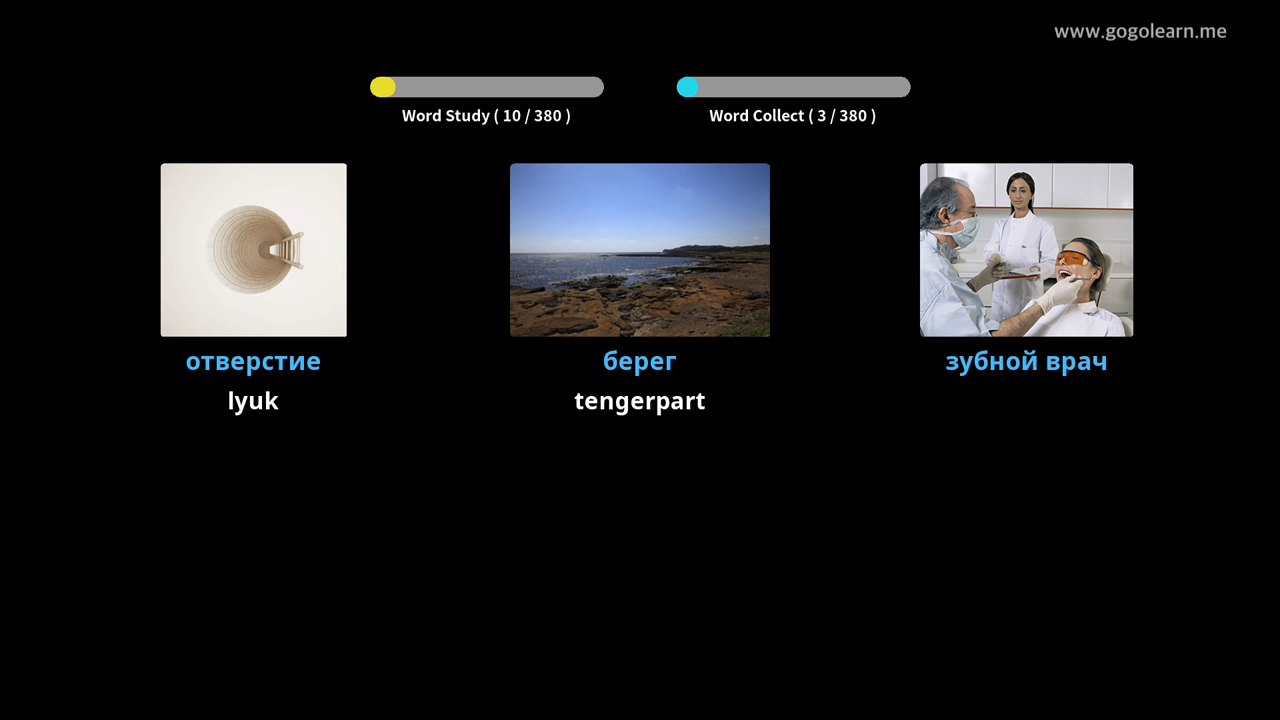 www.gogolearn.me
Word Study ( 10 / 380 )
Word Collect ( 3 / 380 )
отверстие
lyuk
берег
tengerpart
зубной врач